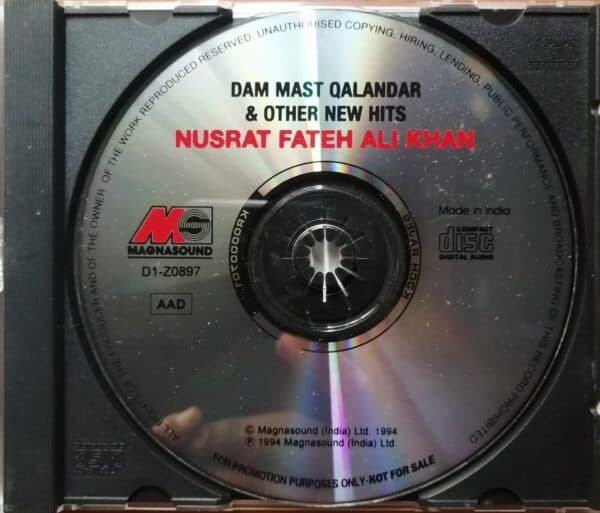 ALL RIGHTS OF THE PRODUCER AND OF THE OWNER OF THE WORK REPRODUCED RESERVED. UNAUTHORISED COPYING, HIRING, LENDING, PUBLIC PERFORMANCE AND BROADCASTING OF THIS RECORD PROHIBITED.
DAM MAST QALANDAR
& OTHER NEW HITS
NUSRAT FATEH ALI KHAN
MAGNASOUND
D1-Z0897
AAD
Made in India
COMPACT
disc
DIGITAL AUDIO
© Magnasound (India) Ltd. 1994
℗ 1994 Magnasound (India) Ltd
FOR PROMOTION PURPOSES ONLY-NOT FOR SALE